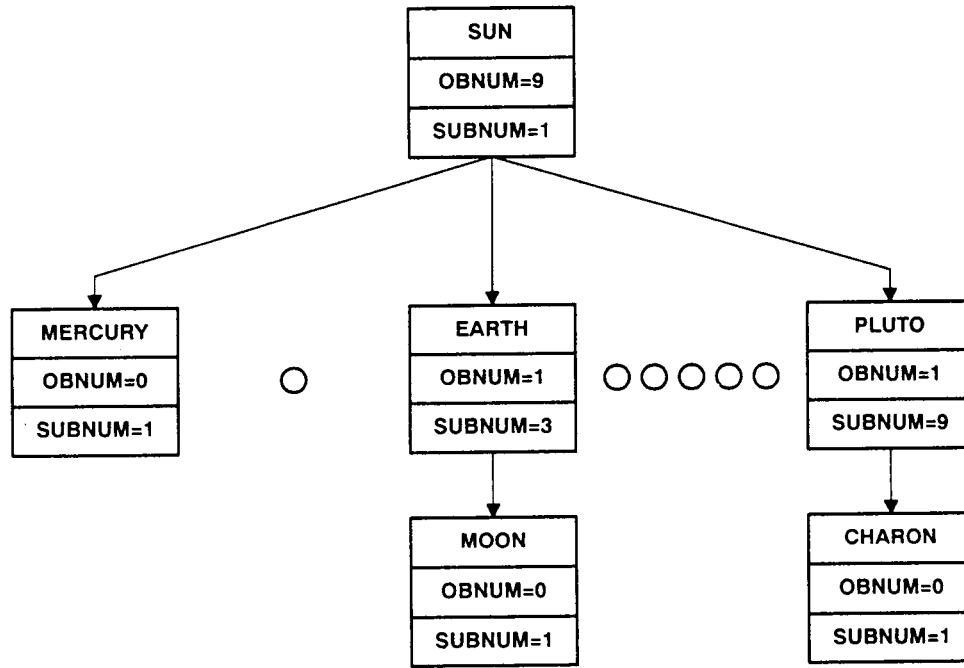 SUN
OBNUM=9
SUBNUM=1
MERCURY
OBNUM=0
SUBNUM=1
EARTH
OBNUM=1
SUBNUM=3
PLUTO
OBNUM=1
SUBNUM=9
MOON
OBNUM=0
SUBNUM=1
CHARON
OBNUM=0
SUBNUM=1